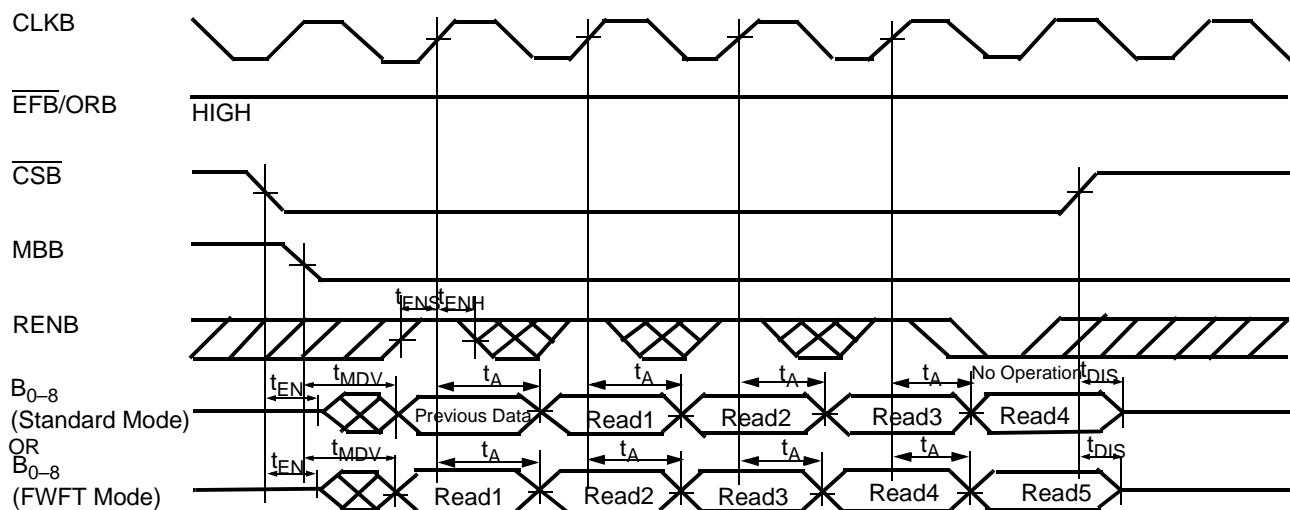 CLKB
EFB/ORB
HIGH
CSB
MBB
tENS tENH
RENB
No Operation
B0–8
(Standard Mode)
tEN tMDV tA tA tA tA tDIS
Previous Data Read1 Read2 Read3 Read4
OR
B0–8
(FWFT Mode)
tEN tMDV tA tA tA tA tDIS
Read1 Read2 Read3 Read4 Read5